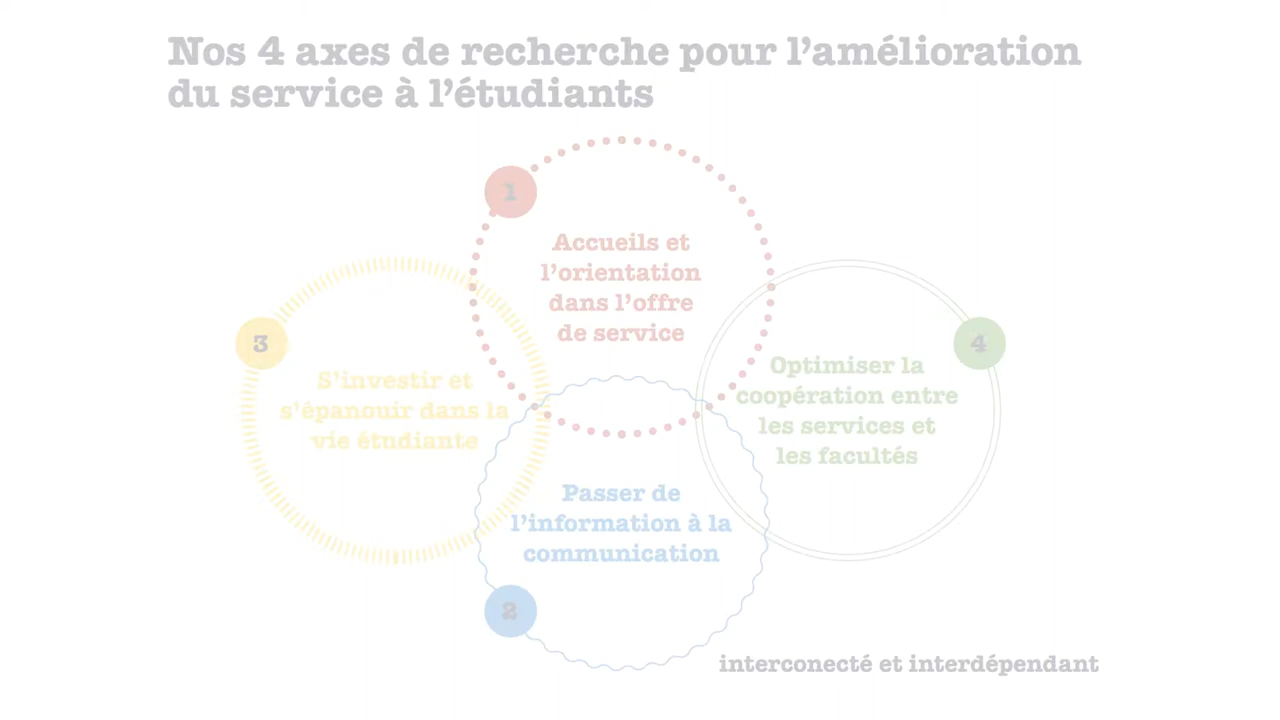 Nos 4 axes de recherche pour l’amélioration
du service à l’étudiants
1
Accueils et
l’orientation
dans l’offre
de service
3
S’investir et
s’épanouir dans la
vie étudiante
4
Optimiser la
coopération entre
les services et
les facultés
Passer de
l’information à la
communication
2
interconecté et interdépendant